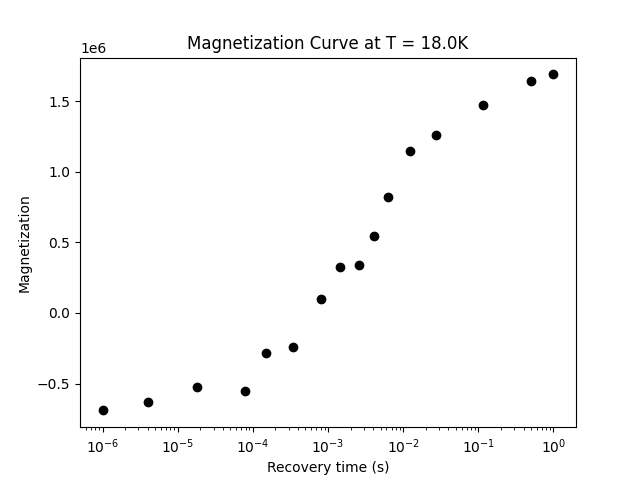 Magnetization Curve at T = 18.0K
1e6
1.5
1.0
0.5
0.0
−0.5
Magnetization
10⁻⁶ 10⁻⁵ 10⁻⁴ 10⁻³ 10⁻² 10⁻¹ 10⁰
Recovery time (s)